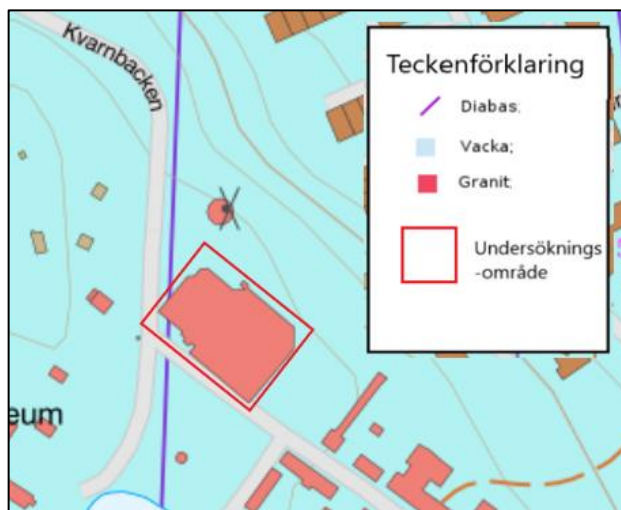 Kvarnbacken
Teckenförklaring
Diabas;
Vacka;
Granit;
Undersöknings
-område
eum